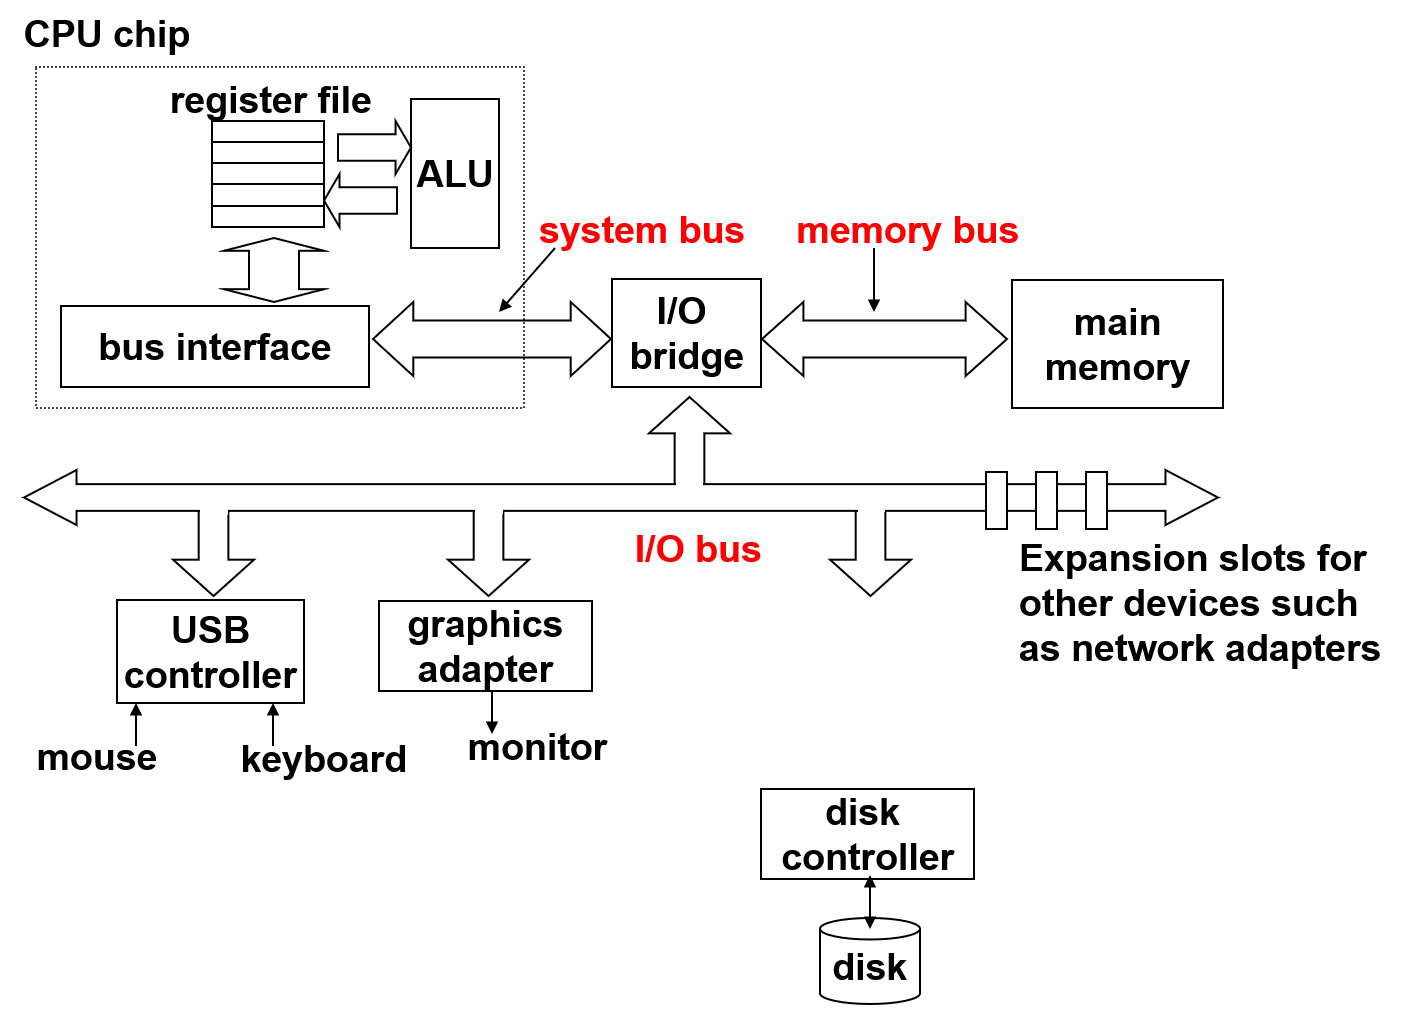 CPU chip
register file
ALU
system bus
memory bus
I/O
bridge
main
memory
bus interface
I/O bus
Expansion slots for
other devices such
as network adapters
USB
controller
graphics
adapter
mouse
keyboard
monitor
disk
controller
disk